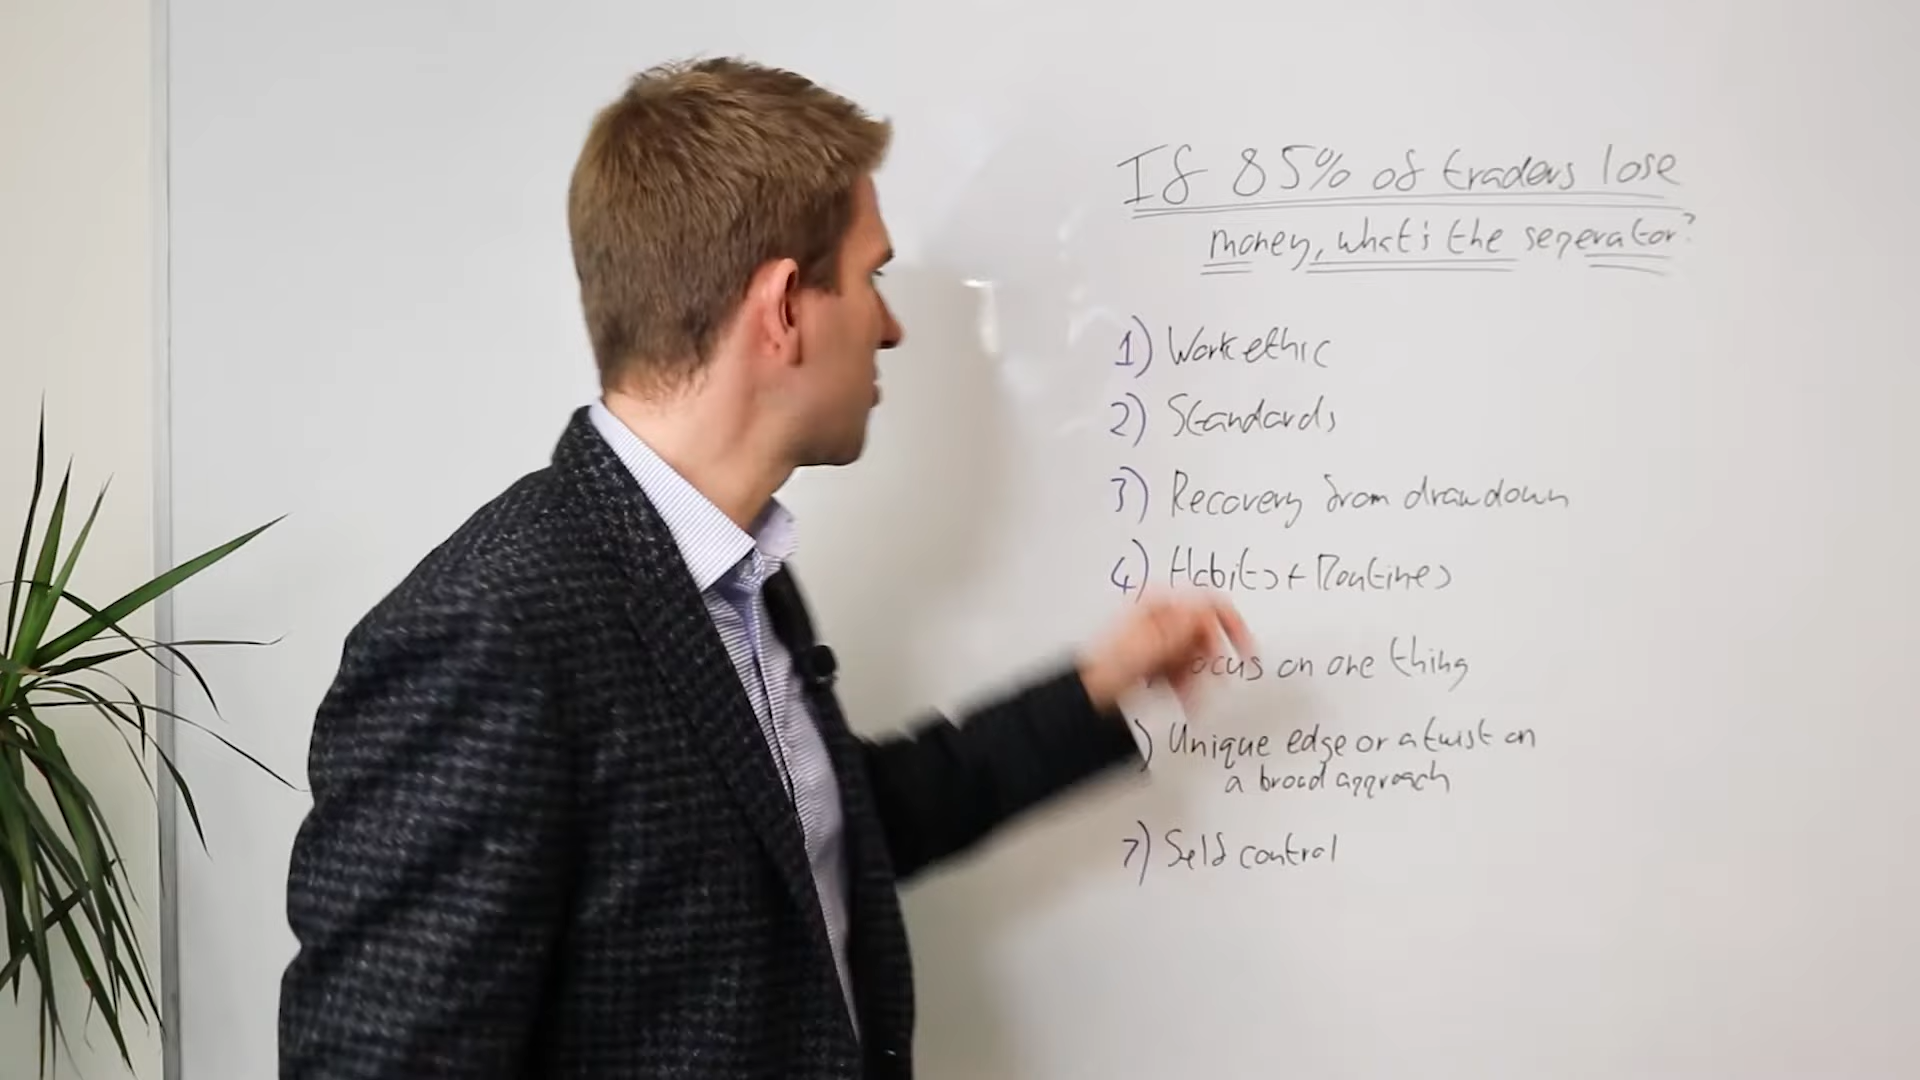 If 85% of traders lose
money, what's the seperator?
1) Work ethic
2) Standards
3) Recovery from drawdown
4) Habits + Routines
ocus on one thing
) Unique edge or a twist on
a broad approach
7) Self control